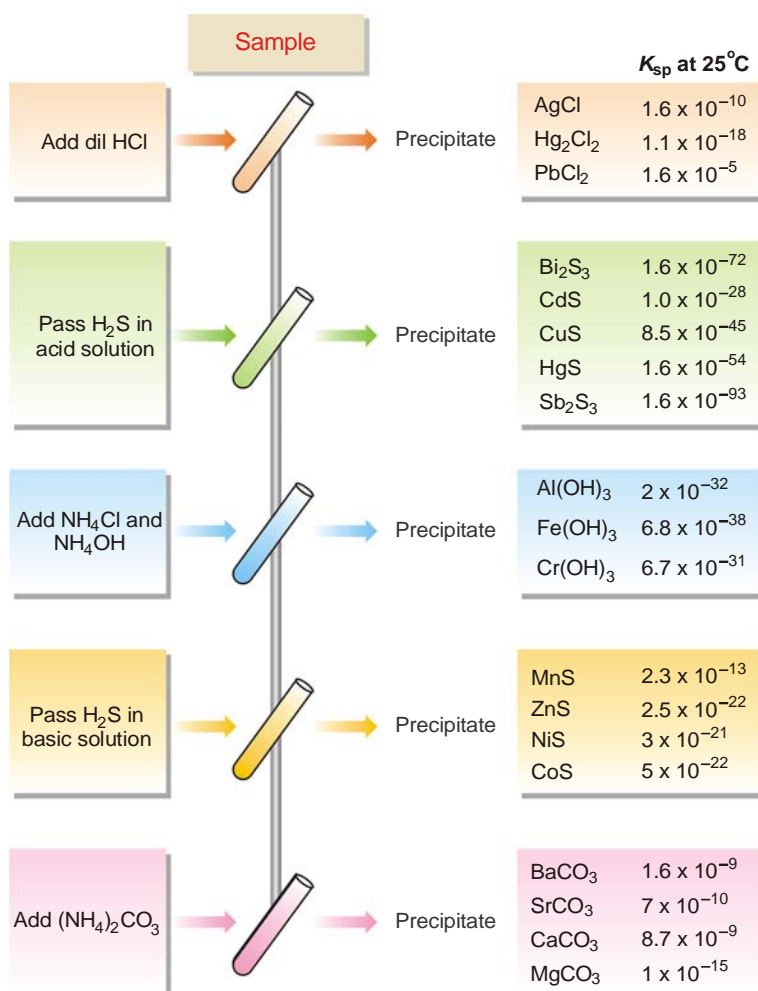 Sample
Ksp at 25°C
Add dil HCl
Precipitate
AgCl 1.6 x 10⁻¹⁰
Hg₂Cl₂ 1.1 x 10⁻¹⁸
PbCl₂ 1.6 x 10⁻⁵
Pass H₂S in
acid solution
Precipitate
Bi₂S₃ 1.6 x 10⁻⁷²
CdS 1.0 x 10⁻²⁸
CuS 8.5 x 10⁻⁴⁵
HgS 1.6 x 10⁻⁵⁴
Sb₂S₃ 1.6 x 10⁻⁹³
Add NH₄Cl and
NH₄OH
Precipitate
Al(OH)₃ 2 x 10⁻³²
Fe(OH)₃ 6.8 x 10⁻³⁸
Cr(OH)₃ 6.7 x 10⁻³¹
Pass H₂S in
basic solution
Precipitate
MnS 2.3 x 10⁻¹³
ZnS 2.5 x 10⁻²²
NiS 3 x 10⁻²¹
CoS 5 x 10⁻²²
Add (NH₄)₂CO₃
Precipitate
BaCO₃ 1.6 x 10⁻⁹
SrCO₃ 7 x 10⁻¹⁰
CaCO₃ 8.7 x 10⁻⁹
MgCO₃ 1 x 10⁻¹⁵